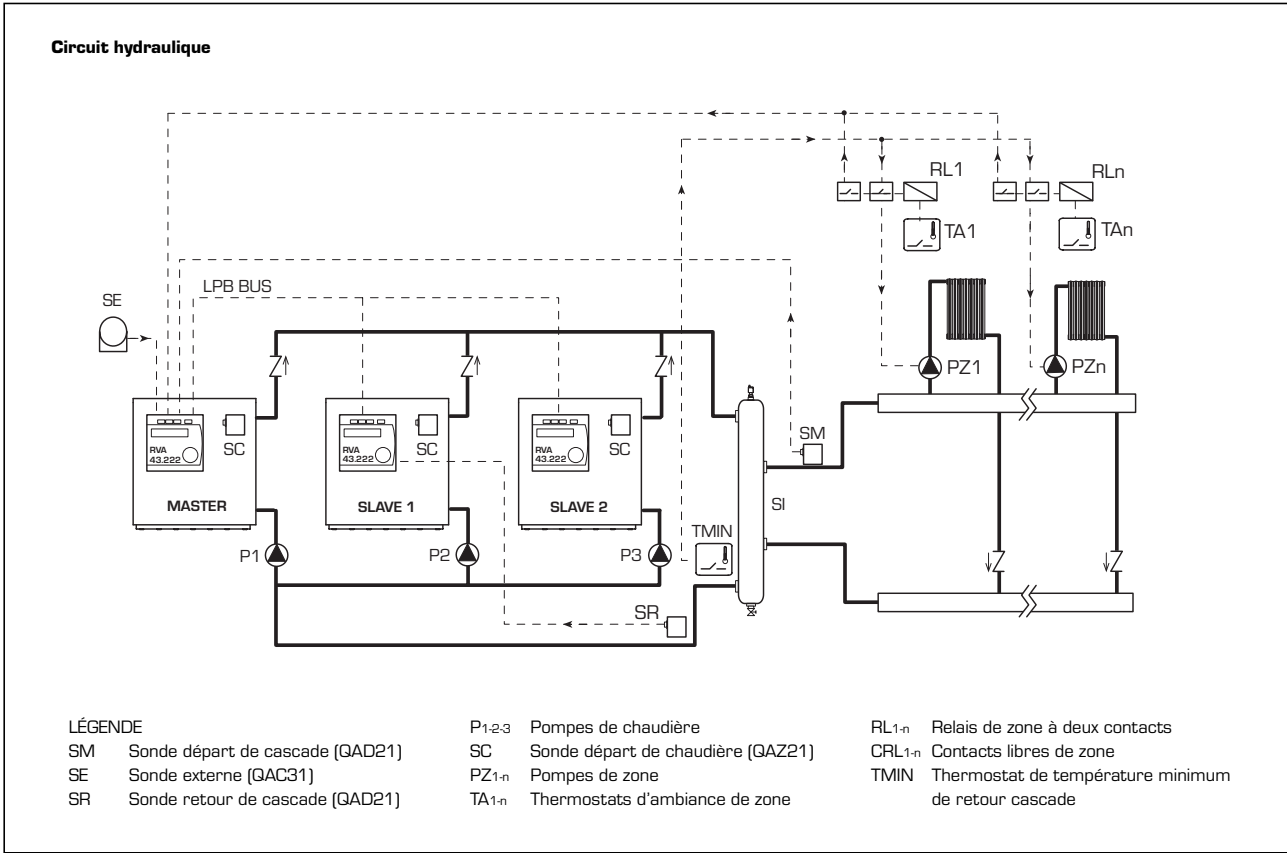 Circuit hydraulique
RL1
RLn
TA1
TAn
LPB BUS
SE
PZ1
PZn
SM
RVA
43.222
SC
RVA
43.222
SC
RVA
43.222
SC
MASTER
SLAVE 1
SLAVE 2
SI
TMIN
P1
P2
P3
SR
LÉGENDE
SM Sonde départ de cascade (QAD21)
SE Sonde externe (QAC31)
SR Sonde retour de cascade (QAD21)
P1-2-3 Pompes de chaudière
SC Sonde départ de chaudière (QAZ21)
PZ1-n Pompes de zone
TA1-n Thermostats d'ambiance de zone
RL1-n Relais de zone à deux contacts
CRL1-n Contacts libres de zone
TMIN Thermostat de température minimum
de retour cascade